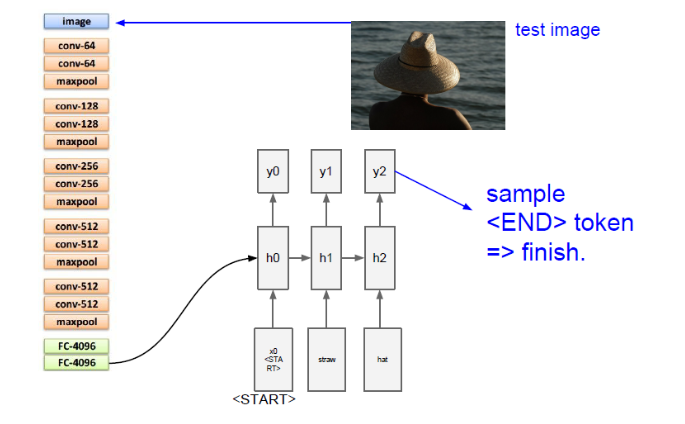 image
conv-64
conv-64
maxpool
conv-128
conv-128
maxpool
conv-256
conv-256
maxpool
conv-512
conv-512
maxpool
conv-512
conv-512
maxpool
FC-4096
FC-4096
test image
y0
y1
y2
sample
<END> token
=> finish.
h0
h1
h2
x0
<STA
RT>
straw
hat
<START>